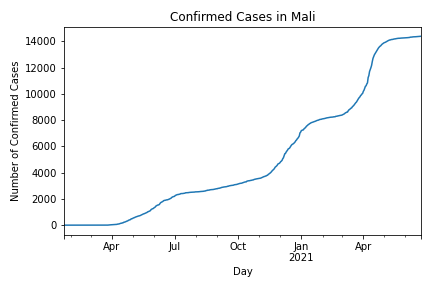 Confirmed Cases in Mali
Number of Confirmed Cases
14000
12000
10000
8000
6000
4000
2000
0
Apr
Jul
Oct
Jan
2021
Apr
Day